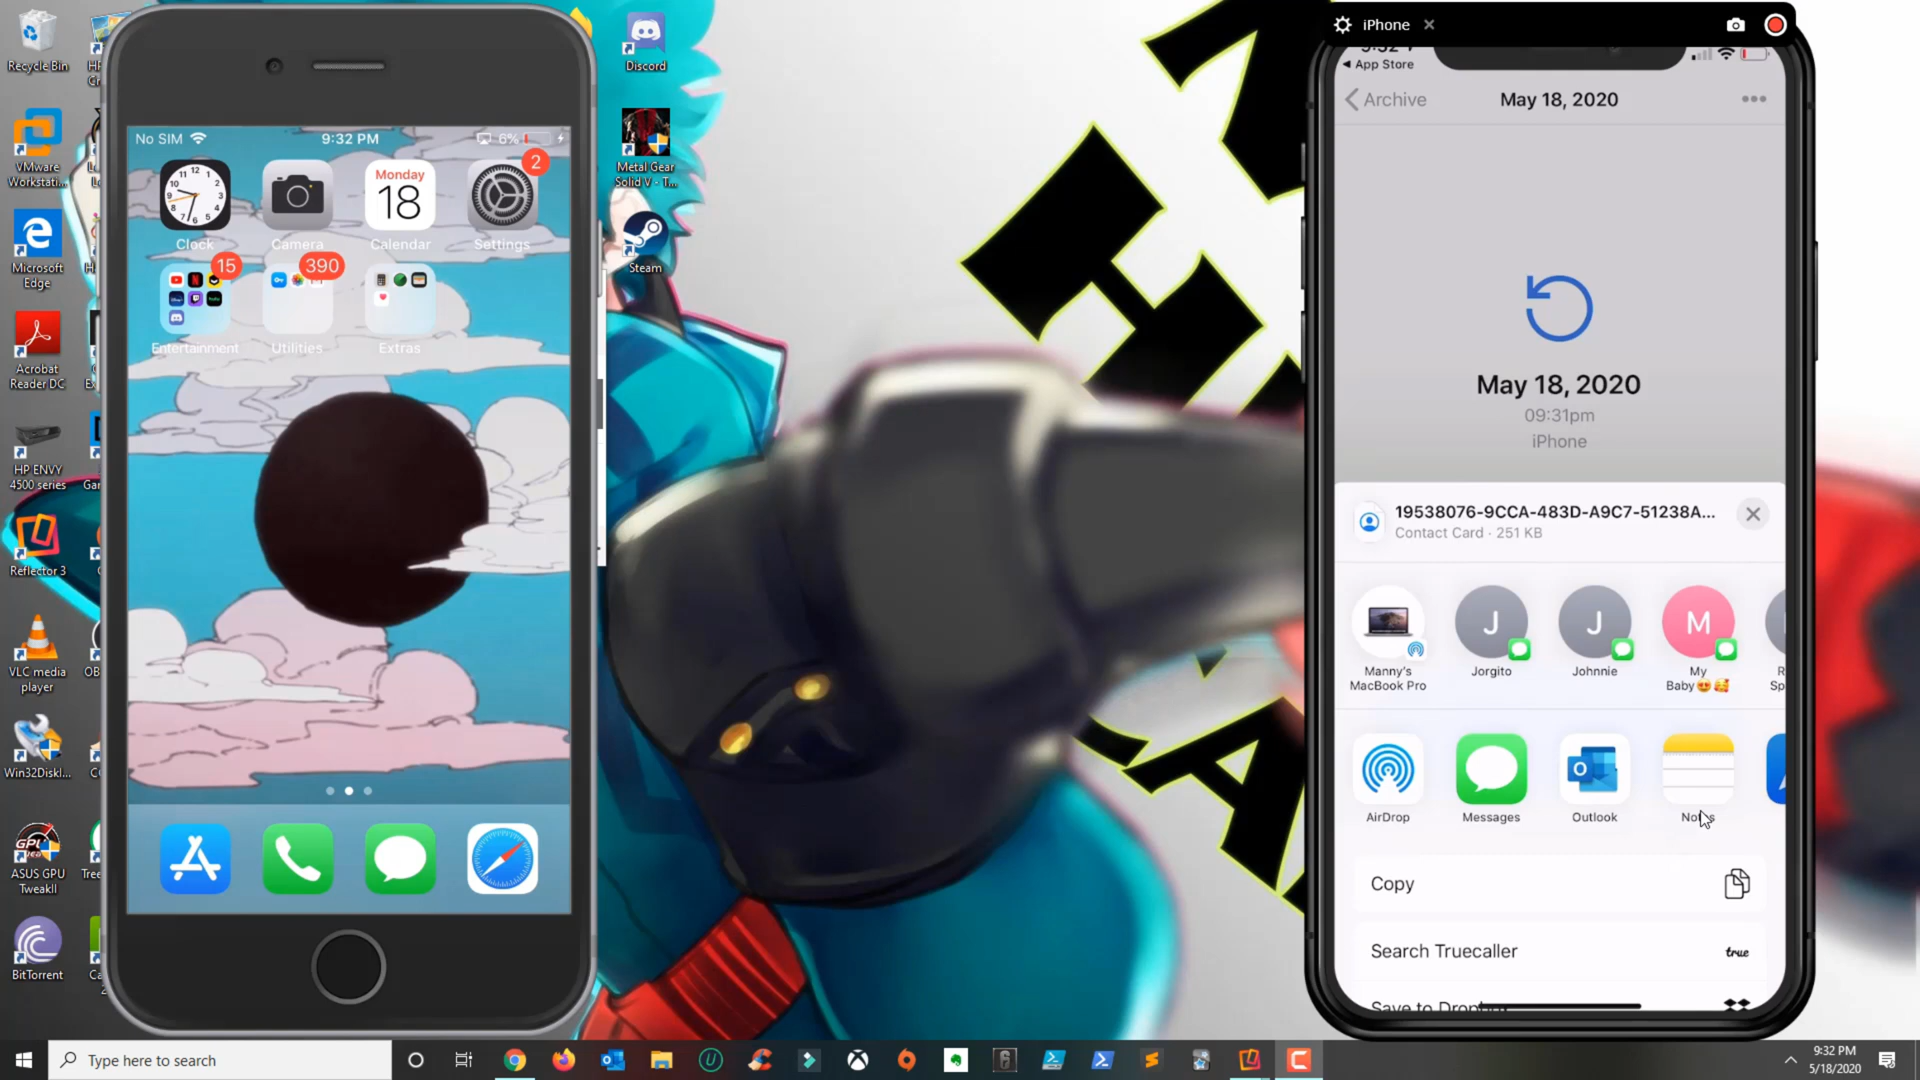 Recycle Bin
VMware
Workstati...
Microsoft
Edge
Acrobat
Reader DC
HP ENVY
4500 series
Reflector 3
VLC media
player
Win32Diskl...
ASUS GPU
TweakII
BitTorrent
Discord
Metal Gear
Solid V - T...
Steam
No SIM
9:32 PM
6%
Monday
18
2
Clock
Camera
Calendar
Settings
15
390
Entertainment
Utilities
Extras
iPhone
App Store
Archive
May 18, 2020
May 18, 2020
09:31pm
iPhone
19538076-9CCA-483D-A9C7-51238A...
Contact Card · 251 KB
J
J
M
Manny's
MacBook Pro
Jorgito
Johnnie
My
Baby😍🥰
AirDrop
Messages
Outlook
Notes
Copy
Search Truecaller
true
Type here to search
9:32 PM
5/18/2020